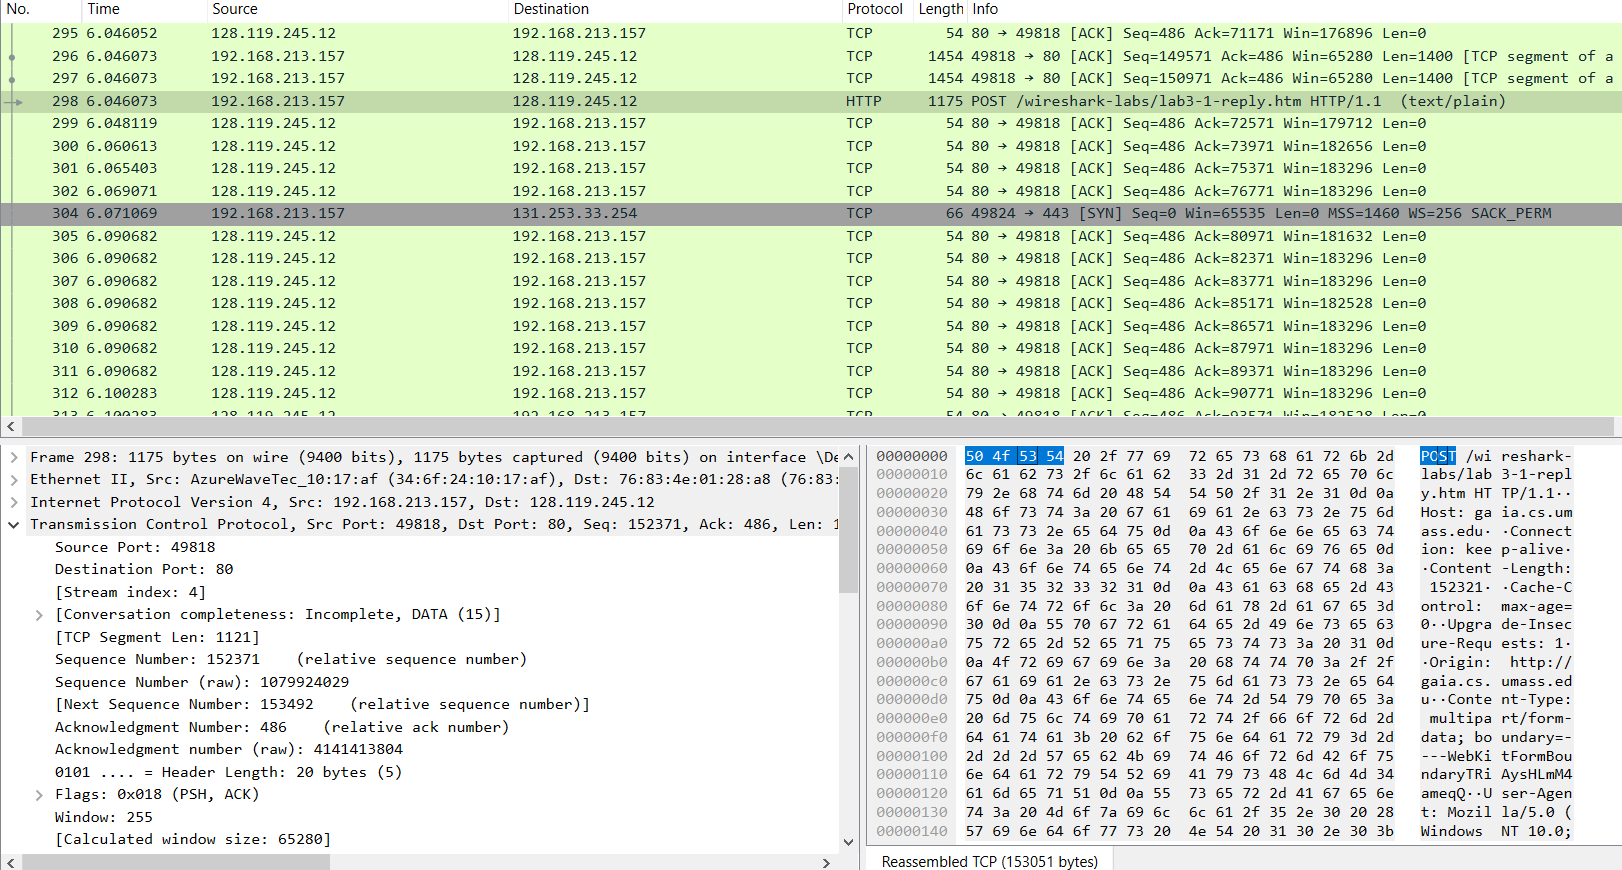 No. Time Source Destination Protocol Length Info
295 6.046052 128.119.245.12 192.168.213.157 TCP 54 80 → 49818 [ACK] Seq=486 Ack=71171 Win=176896 Len=0
296 6.046073 192.168.213.157 128.119.245.12 TCP 1454 49818 → 80 [ACK] Seq=149571 Ack=486 Win=65280 Len=1400 [TCP segment of a
297 6.046073 192.168.213.157 128.119.245.12 TCP 1454 49818 → 80 [ACK] Seq=150971 Ack=486 Win=65280 Len=1400 [TCP segment of a
298 6.046073 192.168.213.157 128.119.245.12 HTTP 1175 POST /wireshark-labs/lab3-1-reply.htm HTTP/1.1 (text/plain)
299 6.048119 128.119.245.12 192.168.213.157 TCP 54 80 → 49818 [ACK] Seq=486 Ack=72571 Win=179712 Len=0
300 6.060613 128.119.245.12 192.168.213.157 TCP 54 80 → 49818 [ACK] Seq=486 Ack=73971 Win=182656 Len=0
301 6.065403 128.119.245.12 192.168.213.157 TCP 54 80 → 49818 [ACK] Seq=486 Ack=75371 Win=183296 Len=0
302 6.069071 128.119.245.12 192.168.213.157 TCP 54 80 → 49818 [ACK] Seq=486 Ack=76771 Win=183296 Len=0
304 6.071069 192.168.213.157 131.253.33.254 TCP 66 49824 → 443 [SYN] Seq=0 Win=65535 Len=0 MSS=1460 WS=256 SACK_PERM
305 6.090682 128.119.245.12 192.168.213.157 TCP 54 80 → 49818 [ACK] Seq=486 Ack=80971 Win=181632 Len=0
306 6.090682 128.119.245.12 192.168.213.157 TCP 54 80 → 49818 [ACK] Seq=486 Ack=82371 Win=183296 Len=0
307 6.090682 128.119.245.12 192.168.213.157 TCP 54 80 → 49818 [ACK] Seq=486 Ack=83771 Win=183296 Len=0
308 6.090682 128.119.245.12 192.168.213.157 TCP 54 80 → 49818 [ACK] Seq=486 Ack=85171 Win=182528 Len=0
309 6.090682 128.119.245.12 192.168.213.157 TCP 54 80 → 49818 [ACK] Seq=486 Ack=86571 Win=183296 Len=0
310 6.090682 128.119.245.12 192.168.213.157 TCP 54 80 → 49818 [ACK] Seq=486 Ack=87971 Win=183296 Len=0
311 6.090682 128.119.245.12 192.168.213.157 TCP 54 80 → 49818 [ACK] Seq=486 Ack=89371 Win=183296 Len=0
312 6.100283 128.119.245.12 192.168.213.157 TCP 54 80 → 49818 [ACK] Seq=486 Ack=90771 Win=183296 Len=0
313 6.100283 128.119.245.12 192.168.213.157 TCP 54 80 → 49818 [ACK] Seq=486 Ack=93571 Win=182528 Len=0
Frame 298: 1175 bytes on wire (9400 bits), 1175 bytes captured (9400 bits) on interface \De
Ethernet II, Src: AzureWaveTec_10:17:af (34:6f:24:10:17:af), Dst: 76:83:4e:01:28:a8 (76:83:
Internet Protocol Version 4, Src: 192.168.213.157, Dst: 128.119.245.12
Transmission Control Protocol, Src Port: 49818, Dst Port: 80, Seq: 152371, Ack: 486, Len: 1
Source Port: 49818
Destination Port: 80
[Stream index: 4]
[Conversation completeness: Incomplete, DATA (15)]
[TCP Segment Len: 1121]
Sequence Number: 152371 (relative sequence number)
Sequence Number (raw): 1079924029
[Next Sequence Number: 153492 (relative sequence number)]
Acknowledgment Number: 486 (relative ack number)
Acknowledgment number (raw): 4141413804
0101 .... = Header Length: 20 bytes (5)
Flags: 0x018 (PSH, ACK)
Window: 255
[Calculated window size: 65280]
00000000 50 4f 53 54 20 2f 77 69 72 65 73 68 61 72 6b 2d POST /wi reshark-
00000010 6c 61 62 73 2f 6c 61 62 33 2d 31 2d 72 65 70 6c labs/lab 3-1-repl
00000020 79 2e 68 74 6d 20 48 54 54 50 2f 31 2e 31 0d 0a y.htm HT TP/1.1··
00000030 48 6f 73 74 3a 20 67 61 69 61 2e 63 73 2e 75 6d Host: ga ia.cs.um
00000040 61 73 73 2e 65 64 75 0d 0a 43 6f 6e 6e 65 63 74 ass.edu· ·Connect
00000050 69 6f 6e 3a 20 6b 65 65 70 2d 61 6c 69 76 65 0d ion: kee p-alive·
00000060 0a 43 6f 6e 74 65 6e 74 2d 4c 65 6e 67 74 68 3a ·Content -Length:
00000070 20 31 35 32 33 32 31 0d 0a 43 61 63 68 65 2d 43 152321· ·Cache-C
00000080 6f 6e 74 72 6f 6c 3a 20 6d 61 78 2d 61 67 65 3d ontrol: max-age=
00000090 30 0d 0a 55 70 67 72 61 64 65 2d 49 6e 73 65 63 0··Upgra de-Insec
000000a0 75 72 65 2d 52 65 71 75 65 73 74 73 3a 20 31 0d ure-Requ ests: 1·
000000b0 0a 4f 72 69 67 69 6e 3a 20 68 74 74 70 3a 2f 2f ·Origin: http://
000000c0 67 61 69 61 2e 63 73 2e 75 6d 61 73 73 2e 65 64 gaia.cs. umass.ed
000000d0 75 0d 0a 43 6f 6e 74 65 6e 74 2d 54 79 70 65 3a u··Conte nt-Type:
000000e0 20 6d 75 6c 74 69 70 61 72 74 2f 66 6f 72 6d 2d multipa rt/form-
000000f0 64 61 74 61 3b 20 62 6f 75 6e 64 61 72 79 3d 2d data; bo undary=-
00000100 2d 2d 2d 57 65 62 4b 69 74 46 6f 72 6d 42 6f 75 ---WebKi tFormBou
00000110 6e 64 61 72 79 54 52 69 41 79 73 48 4c 6d 4d 34 ndaryTRi AysHLmM4
00000120 61 6d 65 71 51 0d 0a 55 73 65 72 2d 41 67 65 6e ameqQ··U ser-Agen
00000130 74 3a 20 4d 6f 7a 69 6c 6c 61 2f 35 2e 30 20 28 t: Mozil la/5.0 (
00000140 57 69 6e 64 6f 77 73 20 4e 54 20 31 30 2e 30 3b Windows NT 10.0;
Reassembled TCP (153051 bytes)